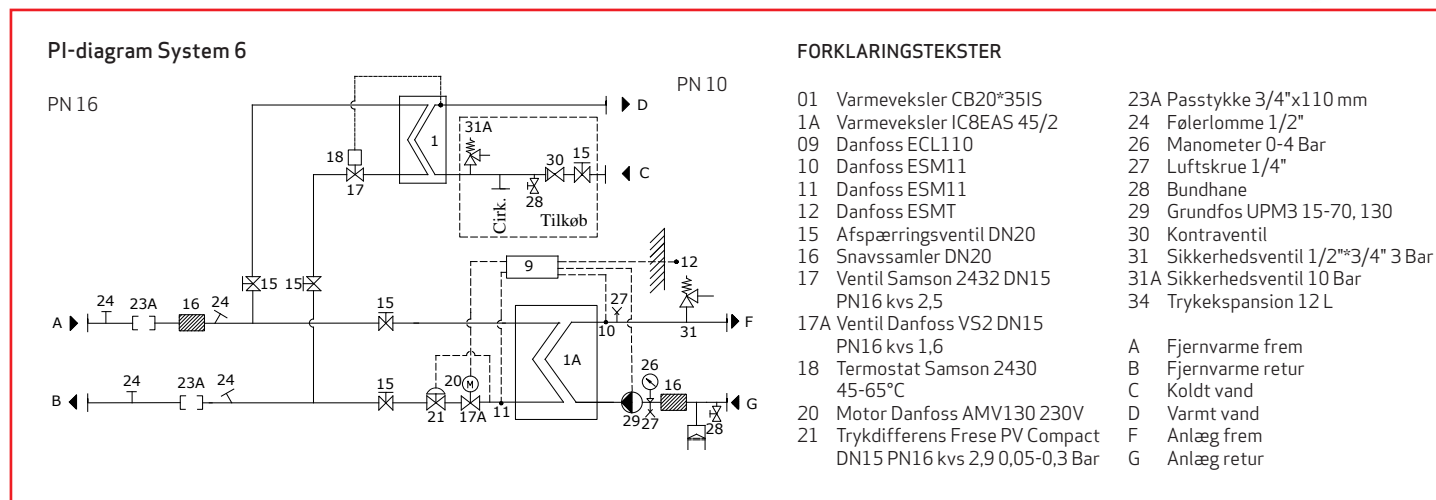 PI-diagram System 6
PN 16
PN 10
D
31A
15
1
18
30
17
C
28
Cirk.
Tilkøb
9
12
15
15
24
23A
16
24
15
27
A
F
10
31
1A
24
23A
24
15
20
M
26
16
B
G
21
17A
11
29
27
28
FORKLARINGSTEKSTER
01 Varmeveksler CB20*35IS
1A Varmeveksler IC8EAS 45/2
09 Danfoss ECL110
10 Danfoss ESM11
11 Danfoss ESM11
12 Danfoss ESMT
15 Afspærringsventil DN20
16 Snavssamler DN20
17 Ventil Samson 2432 DN15
PN16 kvs 2,5
17A Ventil Danfoss VS2 DN15
PN16 kvs 1,6
18 Termostat Samson 2430
45-65°C
20 Motor Danfoss AMV130 230V
21 Trykdifferens Frese PV Compact
DN15 PN16 kvs 2,9 0,05-0,3 Bar
23A Passtykke 3/4"x110 mm
24 Følerlomme 1/2"
26 Manometer 0-4 Bar
27 Luftskrue 1/4"
28 Bundhane
29 Grundfos UPM3 15-70, 130
30 Kontraventil
31 Sikkerhedsventil 1/2"*3/4" 3 Bar
31A Sikkerhedsventil 10 Bar
34 Trykekspansion 12 L
A Fjernvarme frem
B Fjernvarme retur
C Koldt vand
D Varmt vand
F Anlæg frem
G Anlæg retur